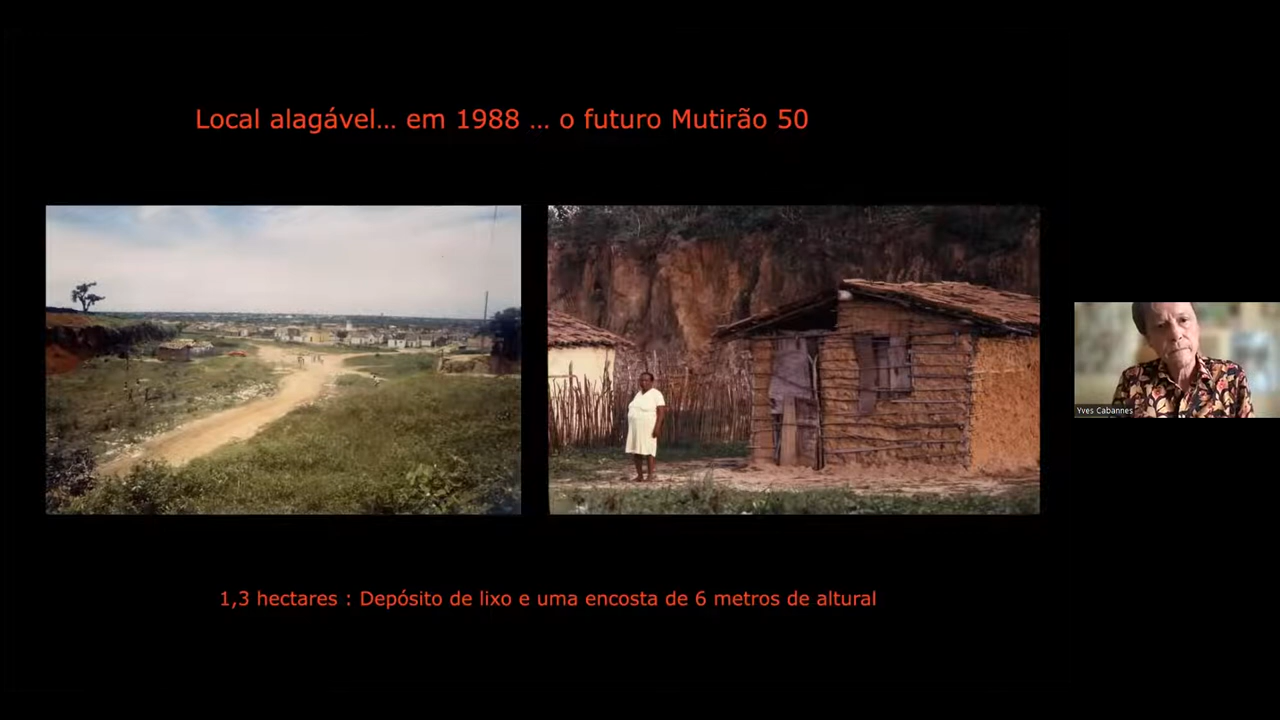 Local alagável... em 1988 ... o futuro Mutirão 50
Yves Cabannes
1,3 hectares : Depósito de lixo e uma encosta de 6 metros de altural